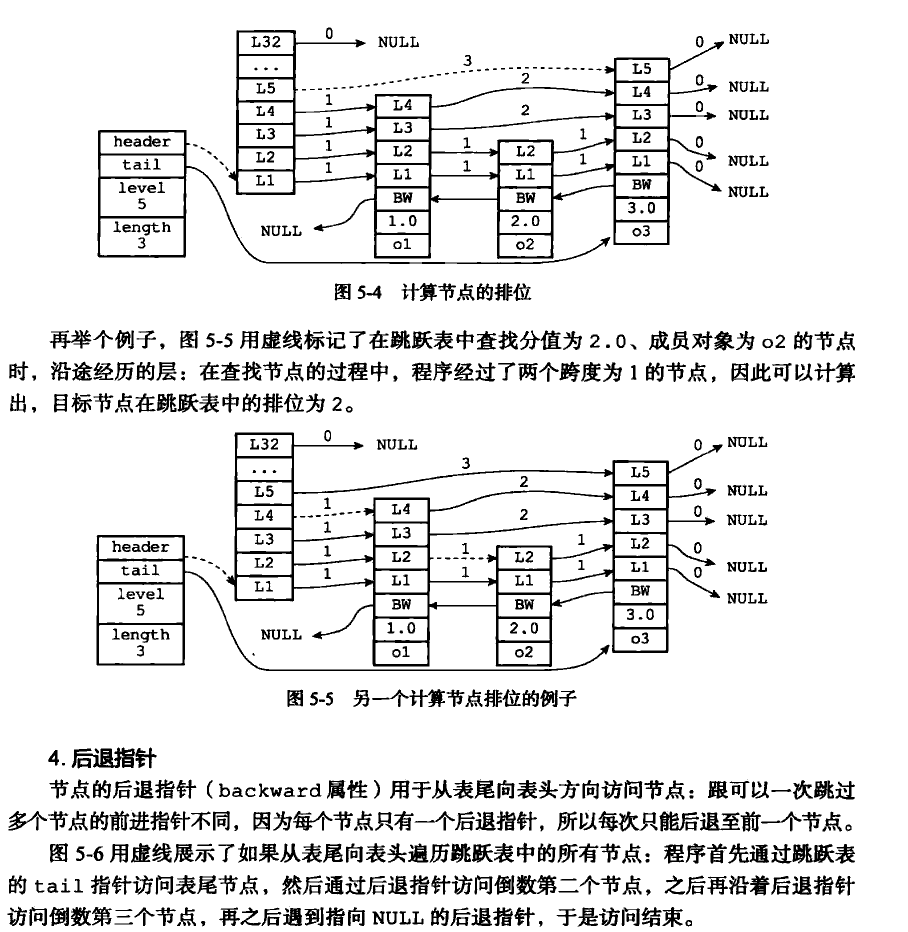 L32
0
NULL
...
L5
3
L5
0
NULL
L4
1
L4
2
L4
0
NULL
L3
1
L3
2
L3
0
NULL
header
L2
1
L2
1
L2
1
L2
0
NULL
tail
L1
1
L1
1
L1
1
L1
0
NULL
level
5
BW
BW
BW
length
3
NULL
1.0
2.0
3.0
o1
o2
o3
图 5-4 计算节点的排位
再举个例子，图 5-5 用虚线标记了在跳跃表中查找分值为 2.0、成员对象为 o2 的节点
时，沿途经历的层：在查找节点的过程中，程序经过了两个跨度为 1 的节点，因此可以计算
出，目标节点在跳跃表中的排位为 2。
L32
0
NULL
...
L5
3
L5
0
NULL
L4
1
L4
2
L4
0
NULL
L3
1
L3
2
L3
0
NULL
header
L2
1
L2
1
L2
1
L2
0
NULL
tail
L1
1
L1
1
L1
1
L1
0
NULL
level
5
BW
BW
BW
length
3
NULL
1.0
2.0
3.0
o1
o2
o3
图 5-5 另一个计算节点排位的例子
4. 后退指针
节点的后退指针（backward 属性）用于从表尾向表头方向访问节点：跟可以一次跳过
多个节点的前进指针不同，因为每个节点只有一个后退指针，所以每次只能后退至前一个节点。
图 5-6 用虚线展示了如果从表尾向表头遍历跳跃表中的所有节点：程序首先通过跳跃表
的 tail 指针访问表尾节点，然后通过后退指针访问倒数第二个节点，之后再沿着后退指针
访问倒数第三个节点，再之后遇到指向 NULL 的后退指针，于是访问结束。